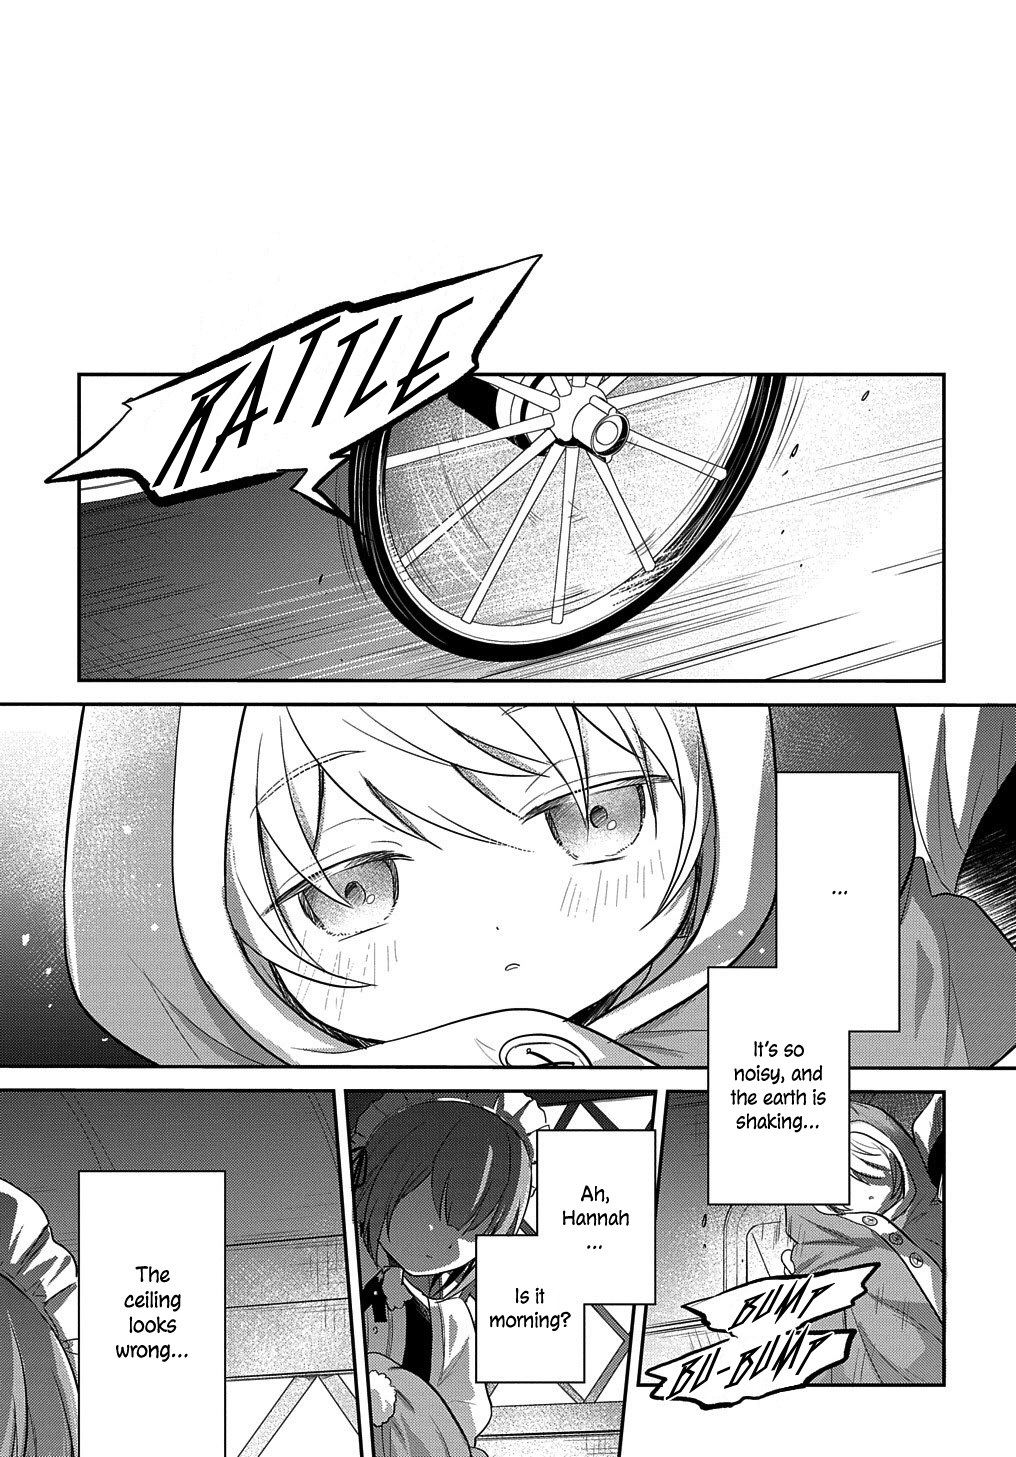 RATTLE
...
It's so
noisy, and
the earth is
shaking...
BUMP
BU-BUMP
Ah,
Hannah
...
Is it
morning?
The
ceiling
looks
wrong...